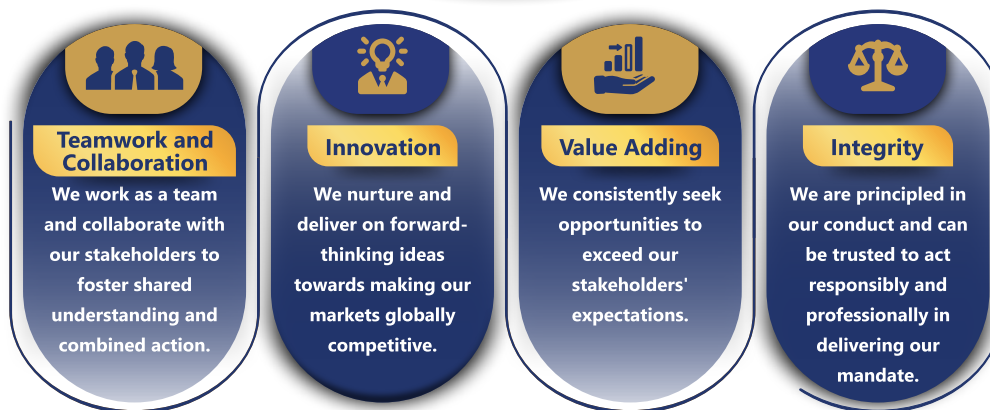 Teamwork and
Collaboration
We work as a team
and collaborate with
our stakeholders to
foster shared
understanding and
combined action.
Innovation
We nurture and
deliver on forward-
thinking ideas
towards making our
markets globally
competitive.
Value Adding
We consistently seek
opportunities to
exceed our
stakeholders'
expectations.
Integrity
We are principled in
our conduct and can
be trusted to act
responsibly and
professionally in
delivering our
mandate.